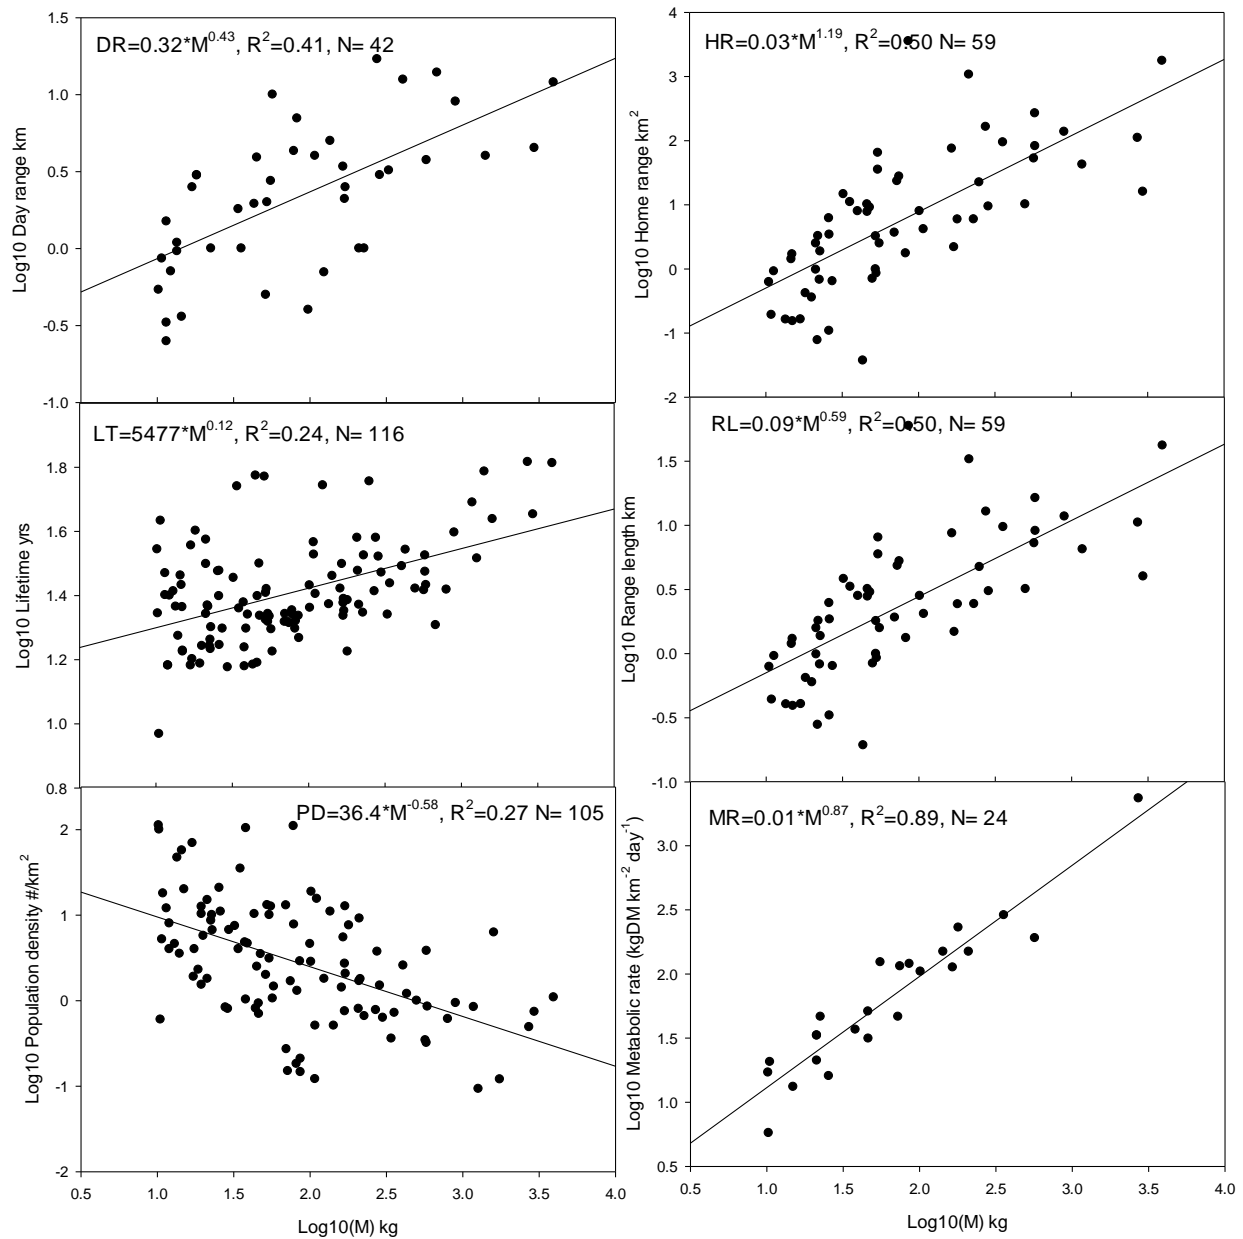 DR=0.32*M^0.43, R^2=0.41, N= 42
1.5
1.0
0.5
0.0
-0.5
-1.0
Log10 Day range km
HR=0.03*M^1.19, R^2=0.50 N= 59
4
3
2
1
0
-1
-2
Log10 Home range km^2
LT=5477*M^0.12, R^2=0.24, N= 116
1.8
1.6
1.4
1.2
1.0
0.8
Log10 Lifetime yrs
RL=0.09*M^0.59, R^2=0.50, N= 59
1.5
1.0
0.5
0.0
-0.5
-1.0
Log10 Range length km
PD=36.4*M^-0.58, R^2=0.27 N= 105
2
1
0
-1
-2
Log10 Population density #/km^2
0.5 1.0 1.5 2.0 2.5 3.0 3.5 4.0
Log10(M) kg
MR=0.01*M^0.87, R^2=0.89, N= 24
3.0
2.5
2.0
1.5
1.0
0.5
Log10 Metabolic rate (kgDM km^-2 day^-1)
0.5 1.0 1.5 2.0 2.5 3.0 3.5 4.0
Log10(M) kg